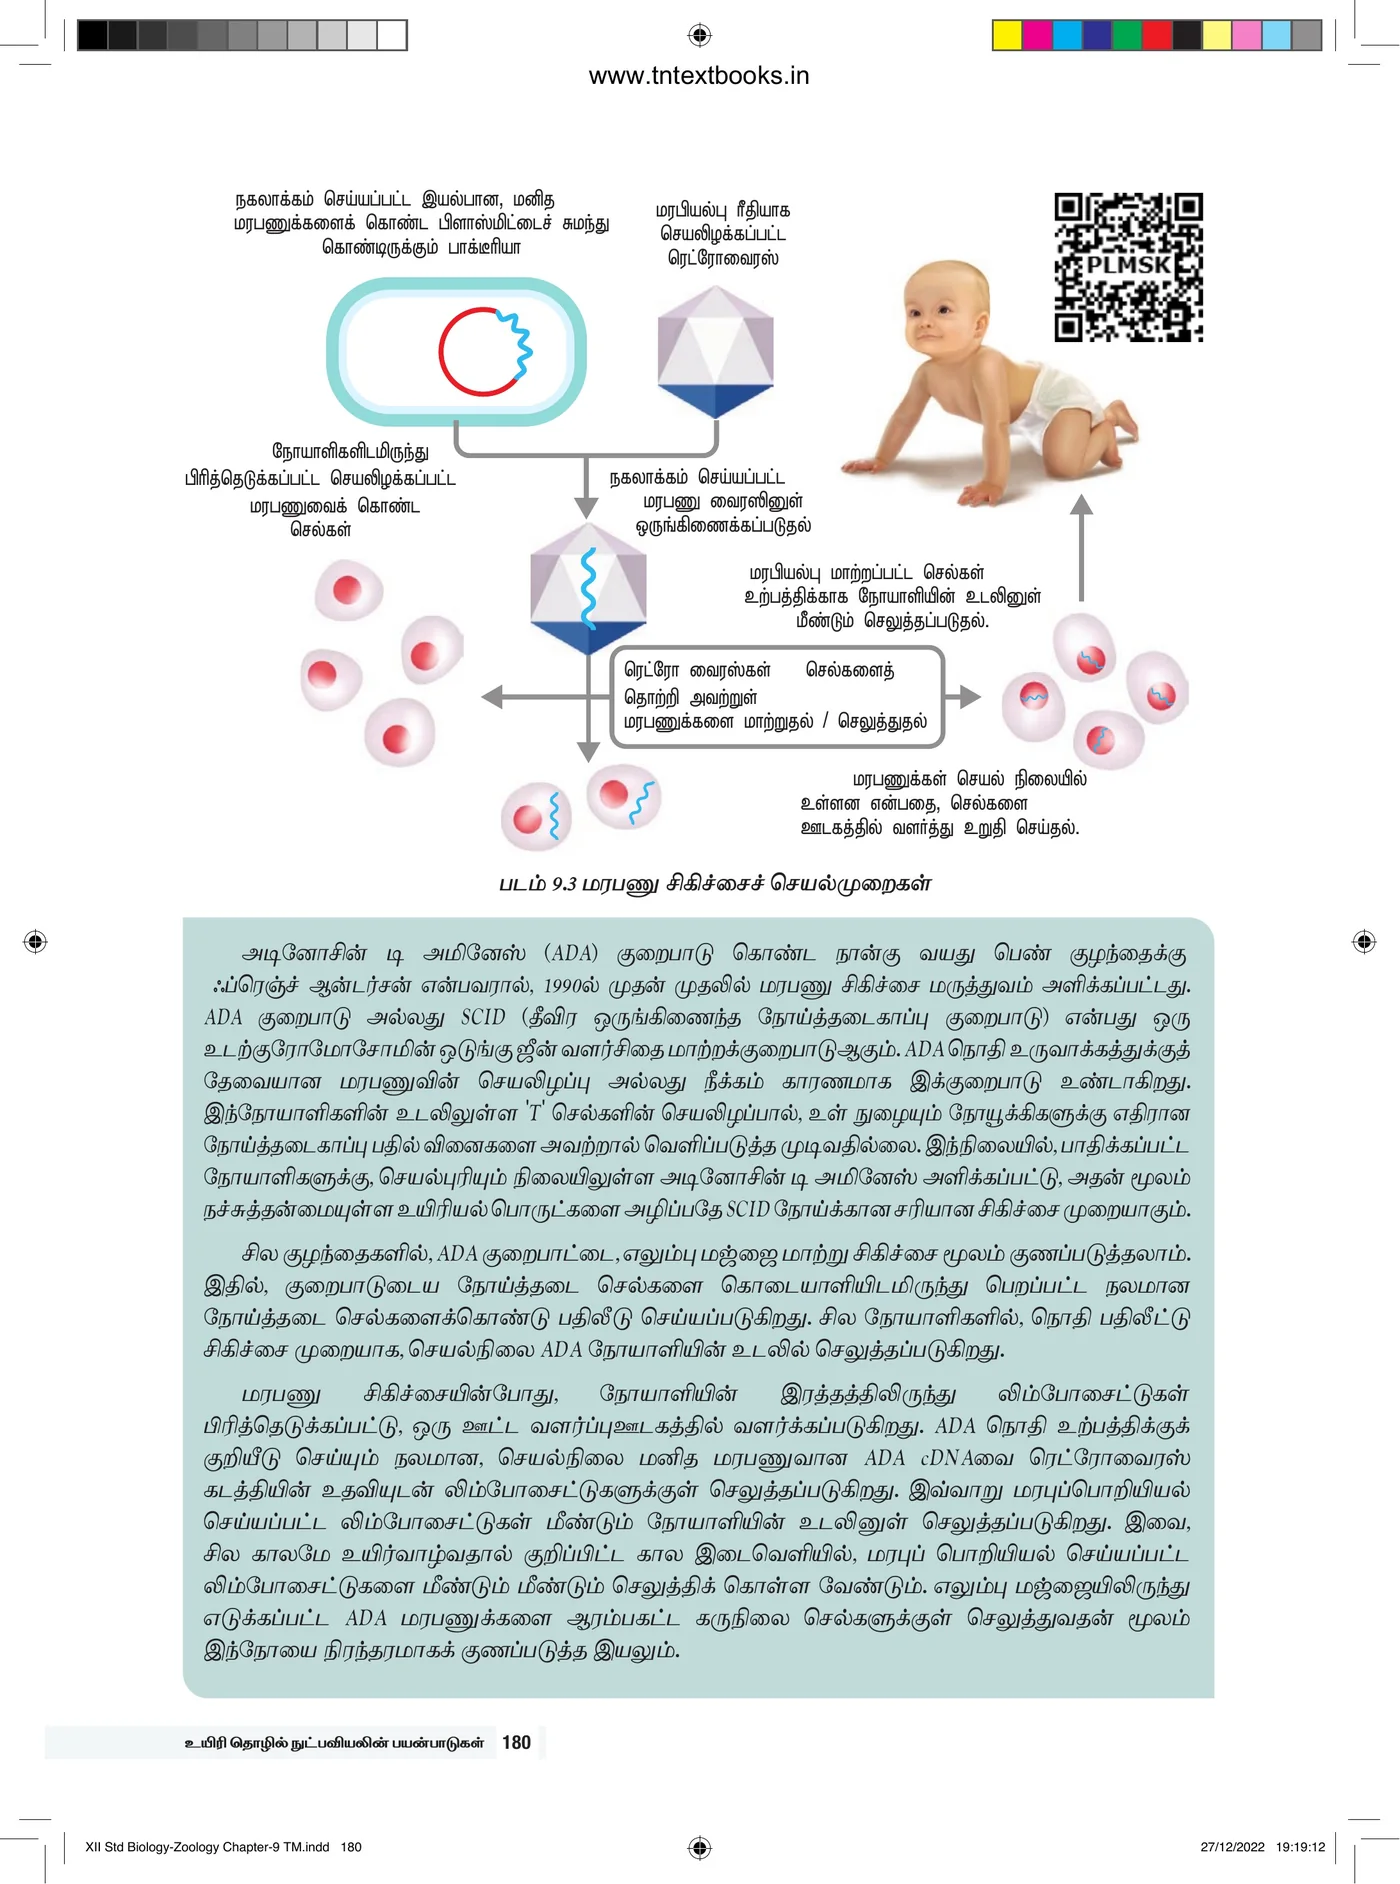 www.tntextbooks.in
நகலாக்கம் செய்யப்பட்ட இயல்பான, மனித
மரபணுக்களைக் கொண்ட பிளாஸ்மிட்டைச் சுமந்து
கொண்டிருக்கும் பாக்டீரியா
மரபியல்பு ரீதியாக
செயலிழக்கப்பட்ட
ரெட்ரோவைரஸ்
PLMSK
நோயாளிகளிடமிருந்து
பிரித்தெடுக்கப்பட்ட செயலிழக்கப்பட்ட
மரபணுவைக் கொண்ட
செல்கள்
நகலாக்கம் செய்யப்பட்ட
மரபணு வைரஸினுள்
ஒருங்கிணைக்கப்படுதல்
மரபியல்பு மாற்றப்பட்ட செல்கள்
உற்பத்திக்காக நோயாளியின் உடலினுள்
மீண்டும் செலுத்தப்படுதல்.
ரெட்ரோ வைரஸ்கள் செல்களைத்
தொற்றி அவற்றுள்
மரபணுக்களை மாற்றுதல் / செலுத்துதல்
மரபணுக்கள் செயல் நிலையில்
உள்ளன என்பதை, செல்களை
ஊடகத்தில் வளர்த்து உறுதி செய்தல்.
படம் 9.3 மரபணு சிகிச்சைச் செயல்முறைகள்
அடினோசின் டி அமினேஸ் (ADA) குறைபாடு கொண்ட நான்கு வயது பெண் குழந்தைக்கு
ஃப்ரெஞ்ச் ஆன்டர்சன் என்பவரால், 1990ல் முதன் முதலில் மரபணு சிகிச்சை மருத்துவம் அளிக்கப்பட்டது.
ADA குறைபாடு அல்லது SCID (தீவிர ஒருங்கிணைந்த நோய்த்தடைகாப்பு குறைபாடு) என்பது ஒரு
உடற்குரோமோசோமின் ஒடுங்கு ஜீன் வளர்சிதை மாற்றக்குறைபாடுஆகும். ADA நொதி உருவாக்கத்துக்குத்
தேவையான மரபணுவின் செயலிழப்பு அல்லது நீக்கம் காரணமாக இக்குறைபாடு உண்டாகிறது.
இந்நோயாளிகளின் உடலிலுள்ள 'T' செல்களின் செயலிழப்பால், உள் நுழையும் நோயூக்கிகளுக்கு எதிரான
நோய்த்தடைகாப்பு பதில் வினைகளை அவற்றால் வெளிப்படுத்த முடிவதில்லை. இந்நிலையில், பாதிக்கப்பட்ட
நோயாளிகளுக்கு, செயல்புரியும் நிலையிலுள்ள அடினோசின் டி அமினேஸ் அளிக்கப்பட்டு, அதன் மூலம்
நச்சுத்தன்மையுள்ள உயிரியல் பொருட்களை அழிப்பதே SCID நோய்க்கான சரியான சிகிச்சை முறையாகும்.
சில குழந்தைகளில், ADA குறைபாட்டை, எலும்பு மஜ்ஜை மாற்று சிகிச்சை மூலம் குணப்படுத்தலாம்.
இதில், குறைபாடுடைய நோய்த்தடை செல்களை கொடையாளியிடமிருந்து பெறப்பட்ட நலமான
நோய்த்தடை செல்களைக்கொண்டு பதிலீடு செய்யப்படுகிறது. சில நோயாளிகளில், நொதி பதிலீட்டு
சிகிச்சை முறையாக, செயல்நிலை ADA நோயாளியின் உடலில் செலுத்தப்படுகிறது.
மரபணு சிகிச்சையின்போது, நோயாளியின் இரத்தத்திலிருந்து லிம்போசைட்டுகள்
பிரித்தெடுக்கப்பட்டு, ஒரு ஊட்ட வளர்ப்புஊடகத்தில் வளர்க்கப்படுகிறது. ADA நொதி உற்பத்திக்குக்
குறியீடு செய்யும் நலமான, செயல்நிலை மனித மரபணுவான ADA cDNAவை ரெட்ரோவைரஸ்
கடத்தியின் உதவியுடன் லிம்போசைட்டுகளுக்குள் செலுத்தப்படுகிறது. இவ்வாறு மரபுப்பொறியியல்
செய்யப்பட்ட லிம்போசைட்டுகள் மீண்டும் நோயாளியின் உடலினுள் செலுத்தப்படுகிறது. இவை,
சில காலமே உயிர்வாழ்வதால் குறிப்பிட்ட கால இடைவெளியில், மரபுப் பொறியியல் செய்யப்பட்ட
லிம்போசைட்டுகளை மீண்டும் மீண்டும் செலுத்திக் கொள்ள வேண்டும். எலும்பு மஜ்ஜையிலிருந்து
எடுக்கப்பட்ட ADA மரபணுக்களை ஆரம்பகட்ட கருநிலை செல்களுக்குள் செலுத்துவதன் மூலம்
இந்நோயை நிரந்தரமாகக் குணப்படுத்த இயலும்.
உயிரி தொழில் நுட்பவியலின் பயன்பாடுகள் 180
XII Std Biology-Zoology Chapter-9 TM.indd 180
27/12/2022 19:19:12